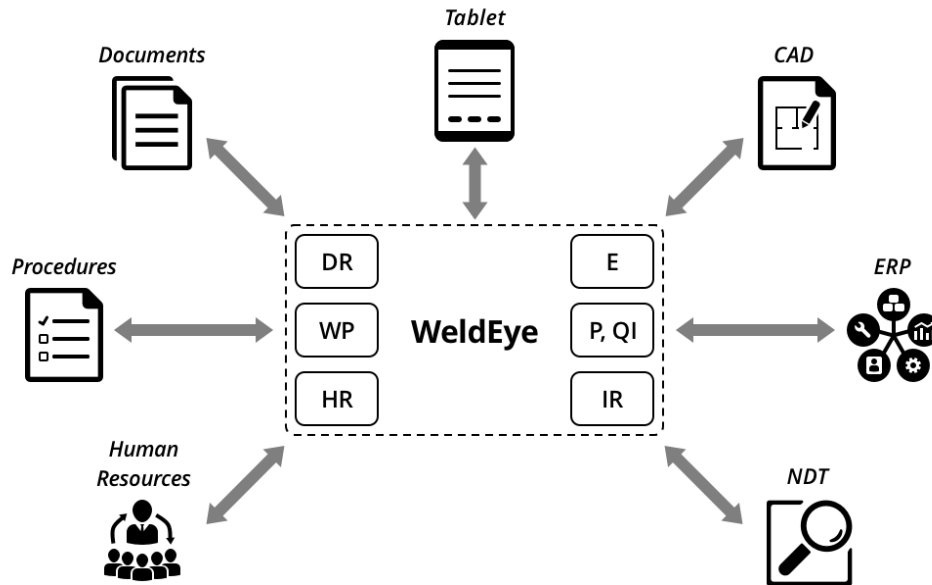 Tablet
Documents
CAD
DR
E
Procedures
ERP
WP
WeldEye
P, QI
HR
IR
Human
Resources
NDT